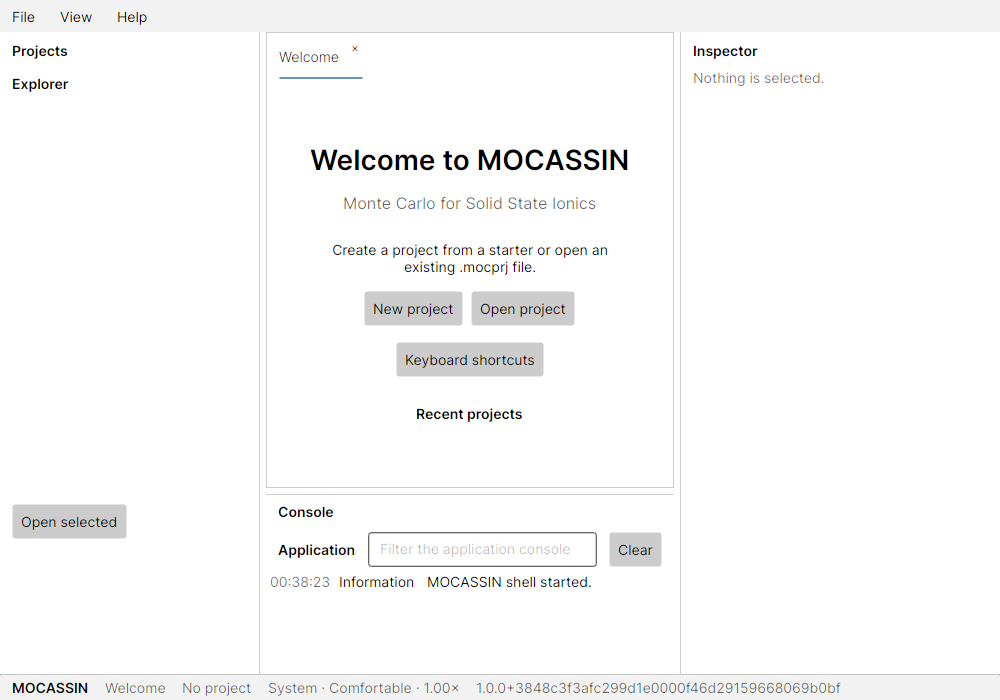 File View Help
Projects
Explorer
Open selected
Welcome ×
Welcome to MOCASSIN
Monte Carlo for Solid State Ionics
Create a project from a starter or open an
existing .mocprj file.
New project Open project
Keyboard shortcuts
Recent projects
Console
Application Filter the application console Clear
00:38:23 Information MOCASSIN shell started.
Inspector
Nothing is selected.
MOCASSIN Welcome No project System · Comfortable · 1.00× 1.0.0+3848c3f3afc299d1e0000f46d29159668069b0bf